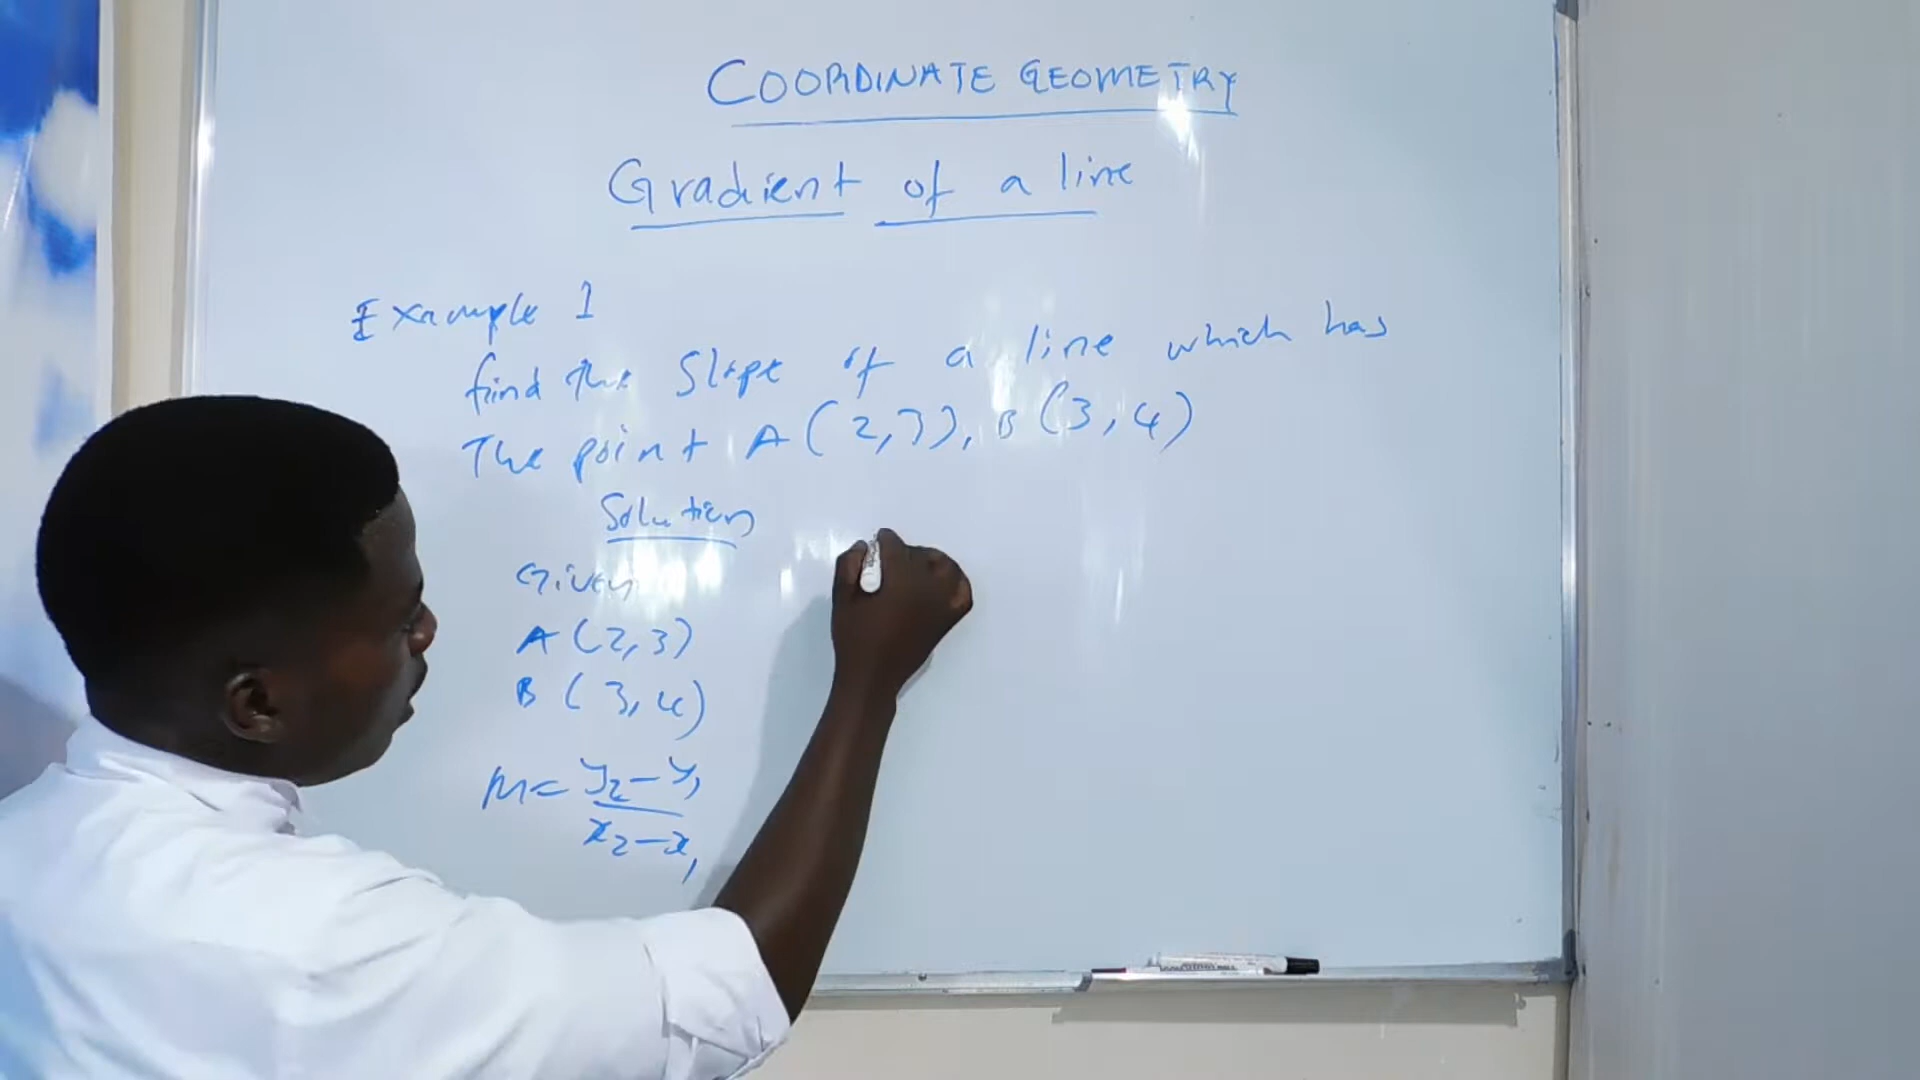 COORDINATE GEOMETRY
Gradient of a line
Example 1
find the Slope of a line which has
The point A (2,3), B (3,4)
Solution
Given
A (2,3)
B (3,4)
M = y₂ - y₁
x₂ - x₁